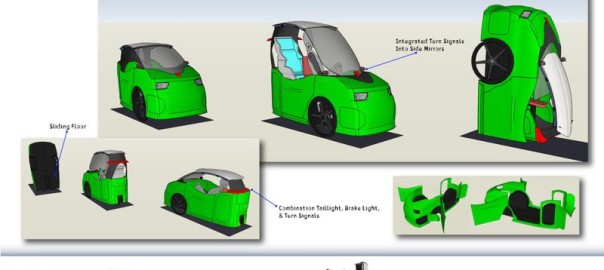 Integrated Turn Signals
Into Side Mirrors
Sliding Floor
Combination Taillight, Brake Light,
& Turn Signals